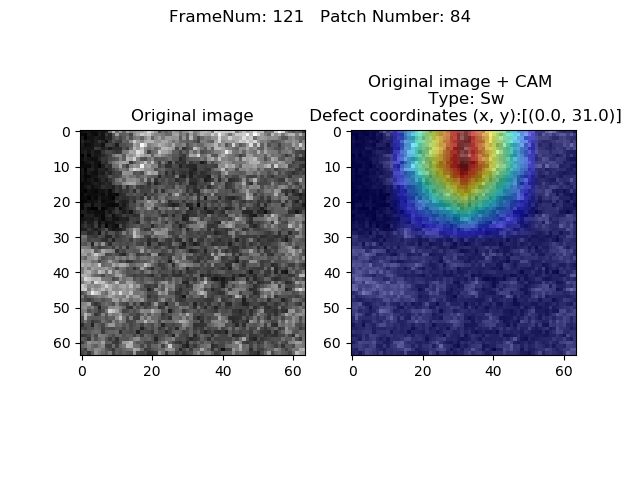 FrameNum: 121   Patch Number: 84
Original image
Original image + CAM
Type: Sw
Defect coordinates (x, y):[(0.0, 31.0)]
0
10
20
30
40
50
60
0 20 40 60
0
10
20
30
40
50
60
0 20 40 60